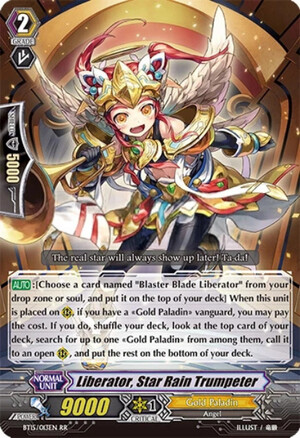 2
GRADE
SHIELD
5000
The real star will always show up later! Ta-da!
AUTO:[Choose a card named "Blaster Blade Liberator" from your
drop zone or soul, and put it on the top of your deck] When this unit
is placed on, if you have a «Gold Paladin» vanguard, you may pay
the cost. If you do, shuffle your deck, look at the top card of your
deck, search for up to one «Gold Paladin» from among them, call it
to an open, and put the rest on the bottom of your deck.
NORMAL
UNIT
Liberator, Star Rain Trumpeter
POWER
9000
1
CRITICAL
Gold Paladin
Angel
BT15/013EN RR
ILLUST / 竜徹